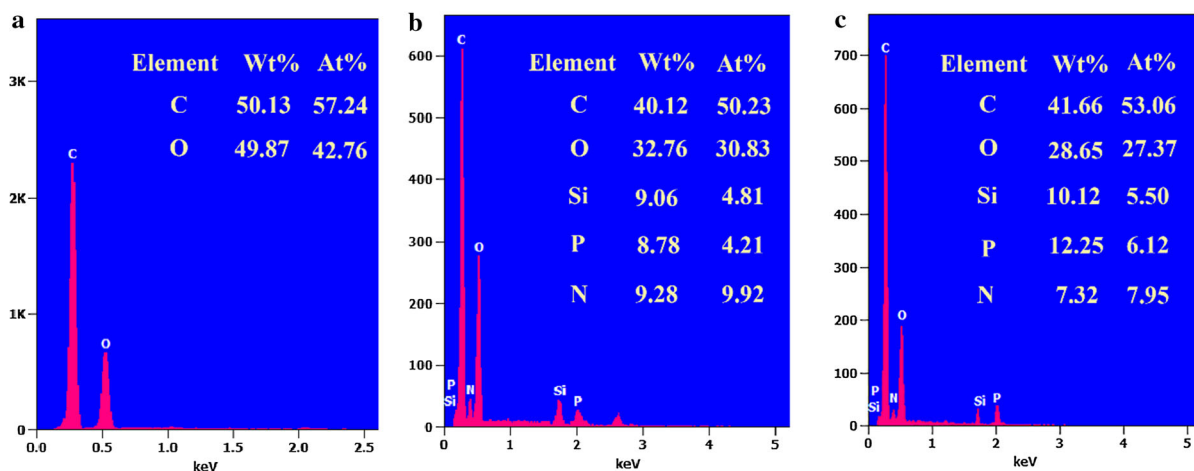 a
Element Wt% At%
C 50.13 57.24
O 49.87 42.76
3K
2K
1K
0
C
O
0.0 0.5 1.0 1.5 2.0 2.5
keV
b
Element Wt% At%
C 40.12 50.23
O 32.76 30.83
Si 9.06 4.81
P 8.78 4.21
N 9.28 9.92
600
500
400
300
200
100
0
C
O
P
Si
N
Si
P
0 1 2 3 4 5
keV
c
Element Wt% At%
C 41.66 53.06
O 28.65 27.37
Si 10.12 5.50
P 12.25 6.12
N 7.32 7.95
700
600
500
400
300
200
100
0
C
O
P
Si
N
Si
P
0 1 2 3 4 5
keV